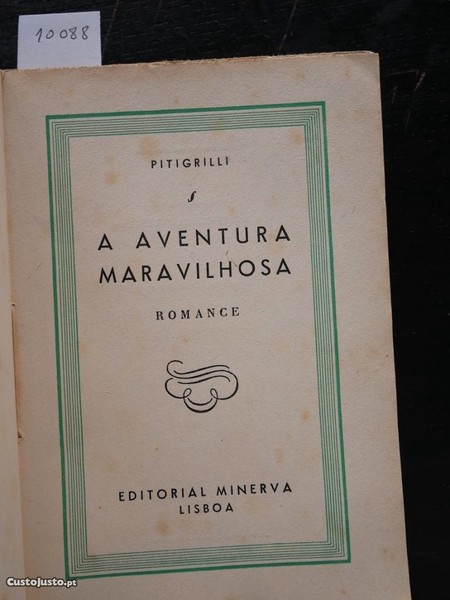 10088
PITIGRILLI
A AVENTURA
MARAVILHOSA
ROMANCE
EDITORIAL MINERVA
LISBOA
CustoJusto.pt